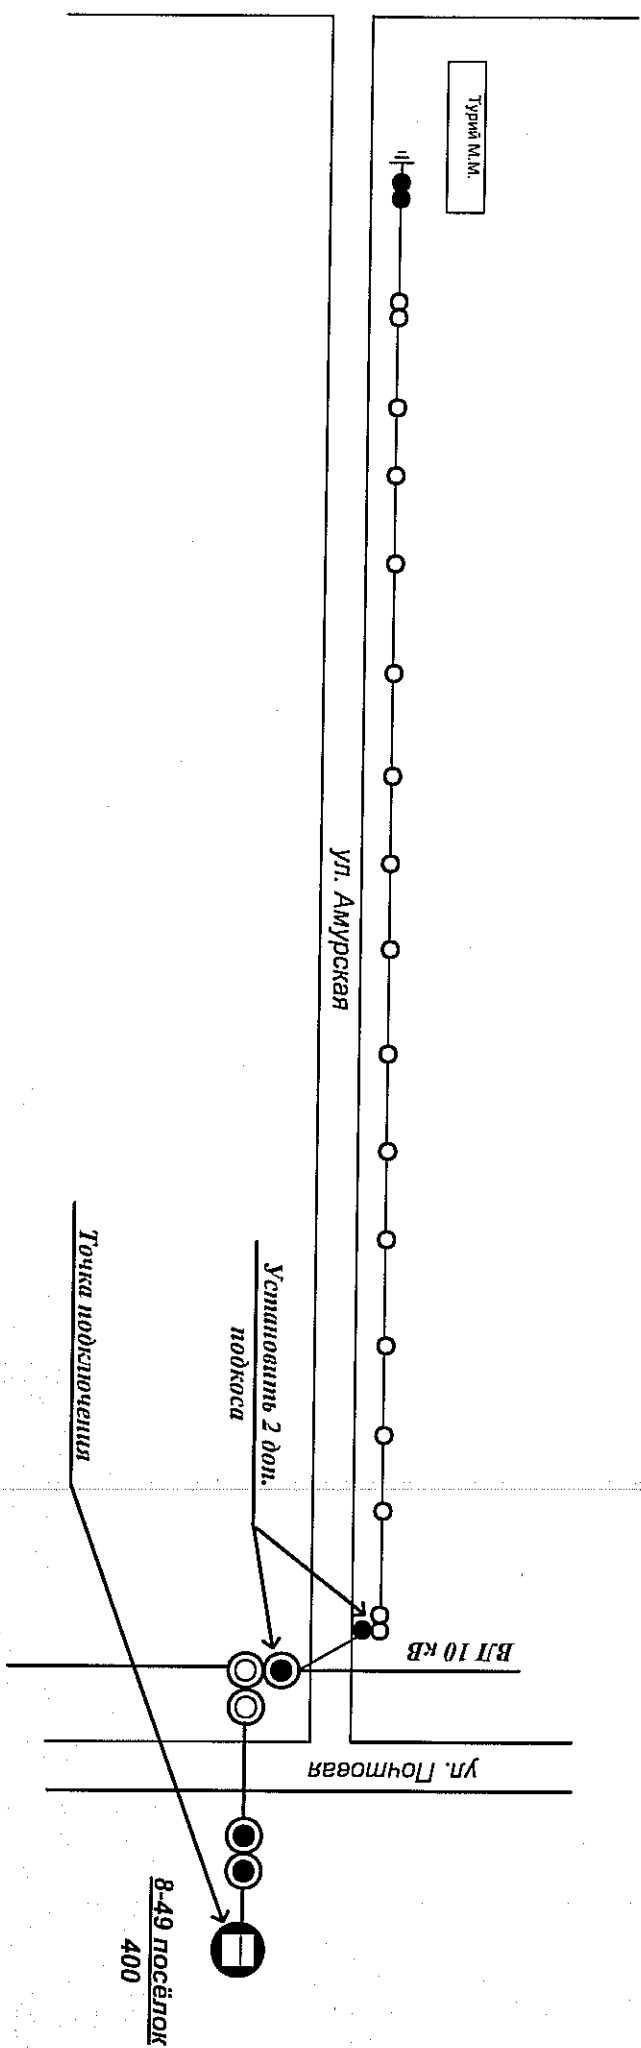 Турий М.М.
ул. Амурская
Установить 2 доп.
подкоса
Точка подключения
ВЛ 10 кВ
ул. Почтовая
8-49 посёлок
400